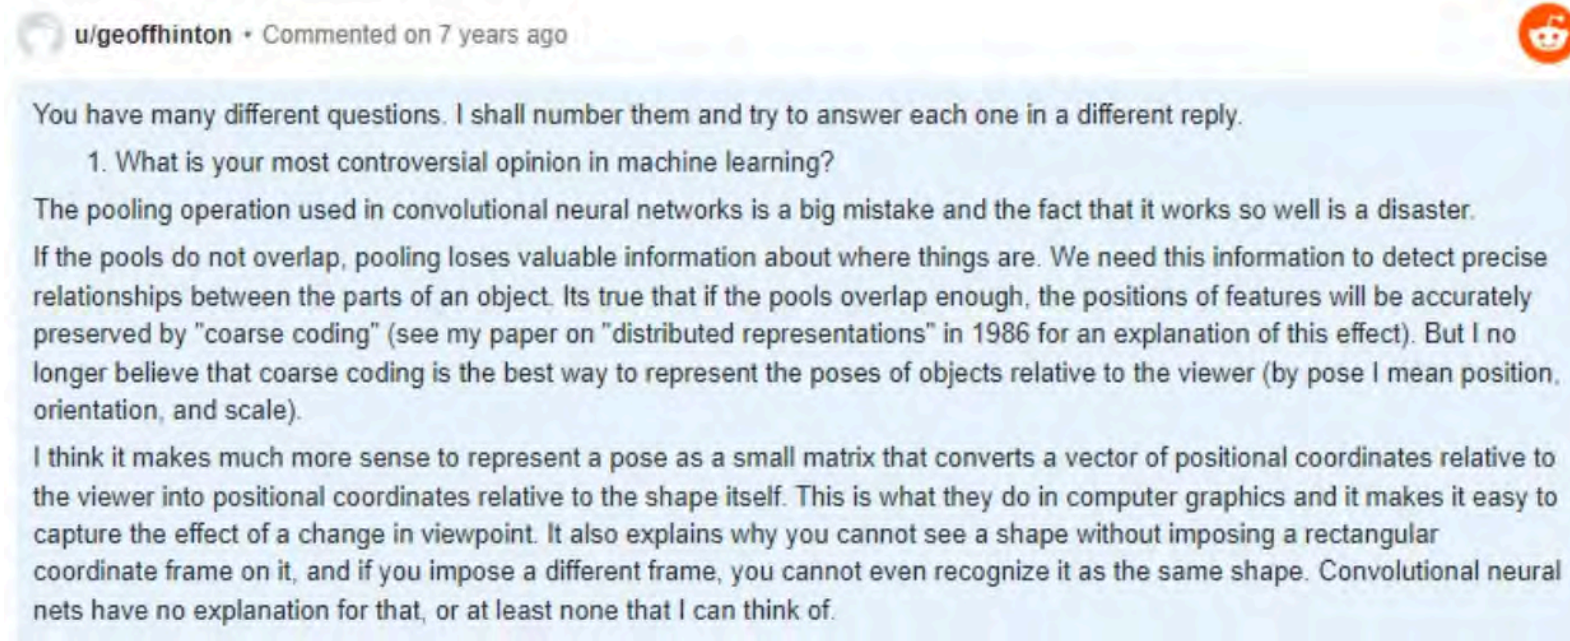 u/geoffhinton • Commented on 7 years ago
You have many different questions. I shall number them and try to answer each one in a different reply.
1. What is your most controversial opinion in machine learning?
The pooling operation used in convolutional neural networks is a big mistake and the fact that it works so well is a disaster.
If the pools do not overlap, pooling loses valuable information about where things are. We need this information to detect precise
relationships between the parts of an object. Its true that if the pools overlap enough, the positions of features will be accurately
preserved by "coarse coding" (see my paper on "distributed representations" in 1986 for an explanation of this effect). But I no
longer believe that coarse coding is the best way to represent the poses of objects relative to the viewer (by pose I mean position,
orientation, and scale).
I think it makes much more sense to represent a pose as a small matrix that converts a vector of positional coordinates relative to
the viewer into positional coordinates relative to the shape itself. This is what they do in computer graphics and it makes it easy to
capture the effect of a change in viewpoint. It also explains why you cannot see a shape without imposing a rectangular
coordinate frame on it, and if you impose a different frame, you cannot even recognize it as the same shape. Convolutional neural
nets have no explanation for that, or at least none that I can think of.